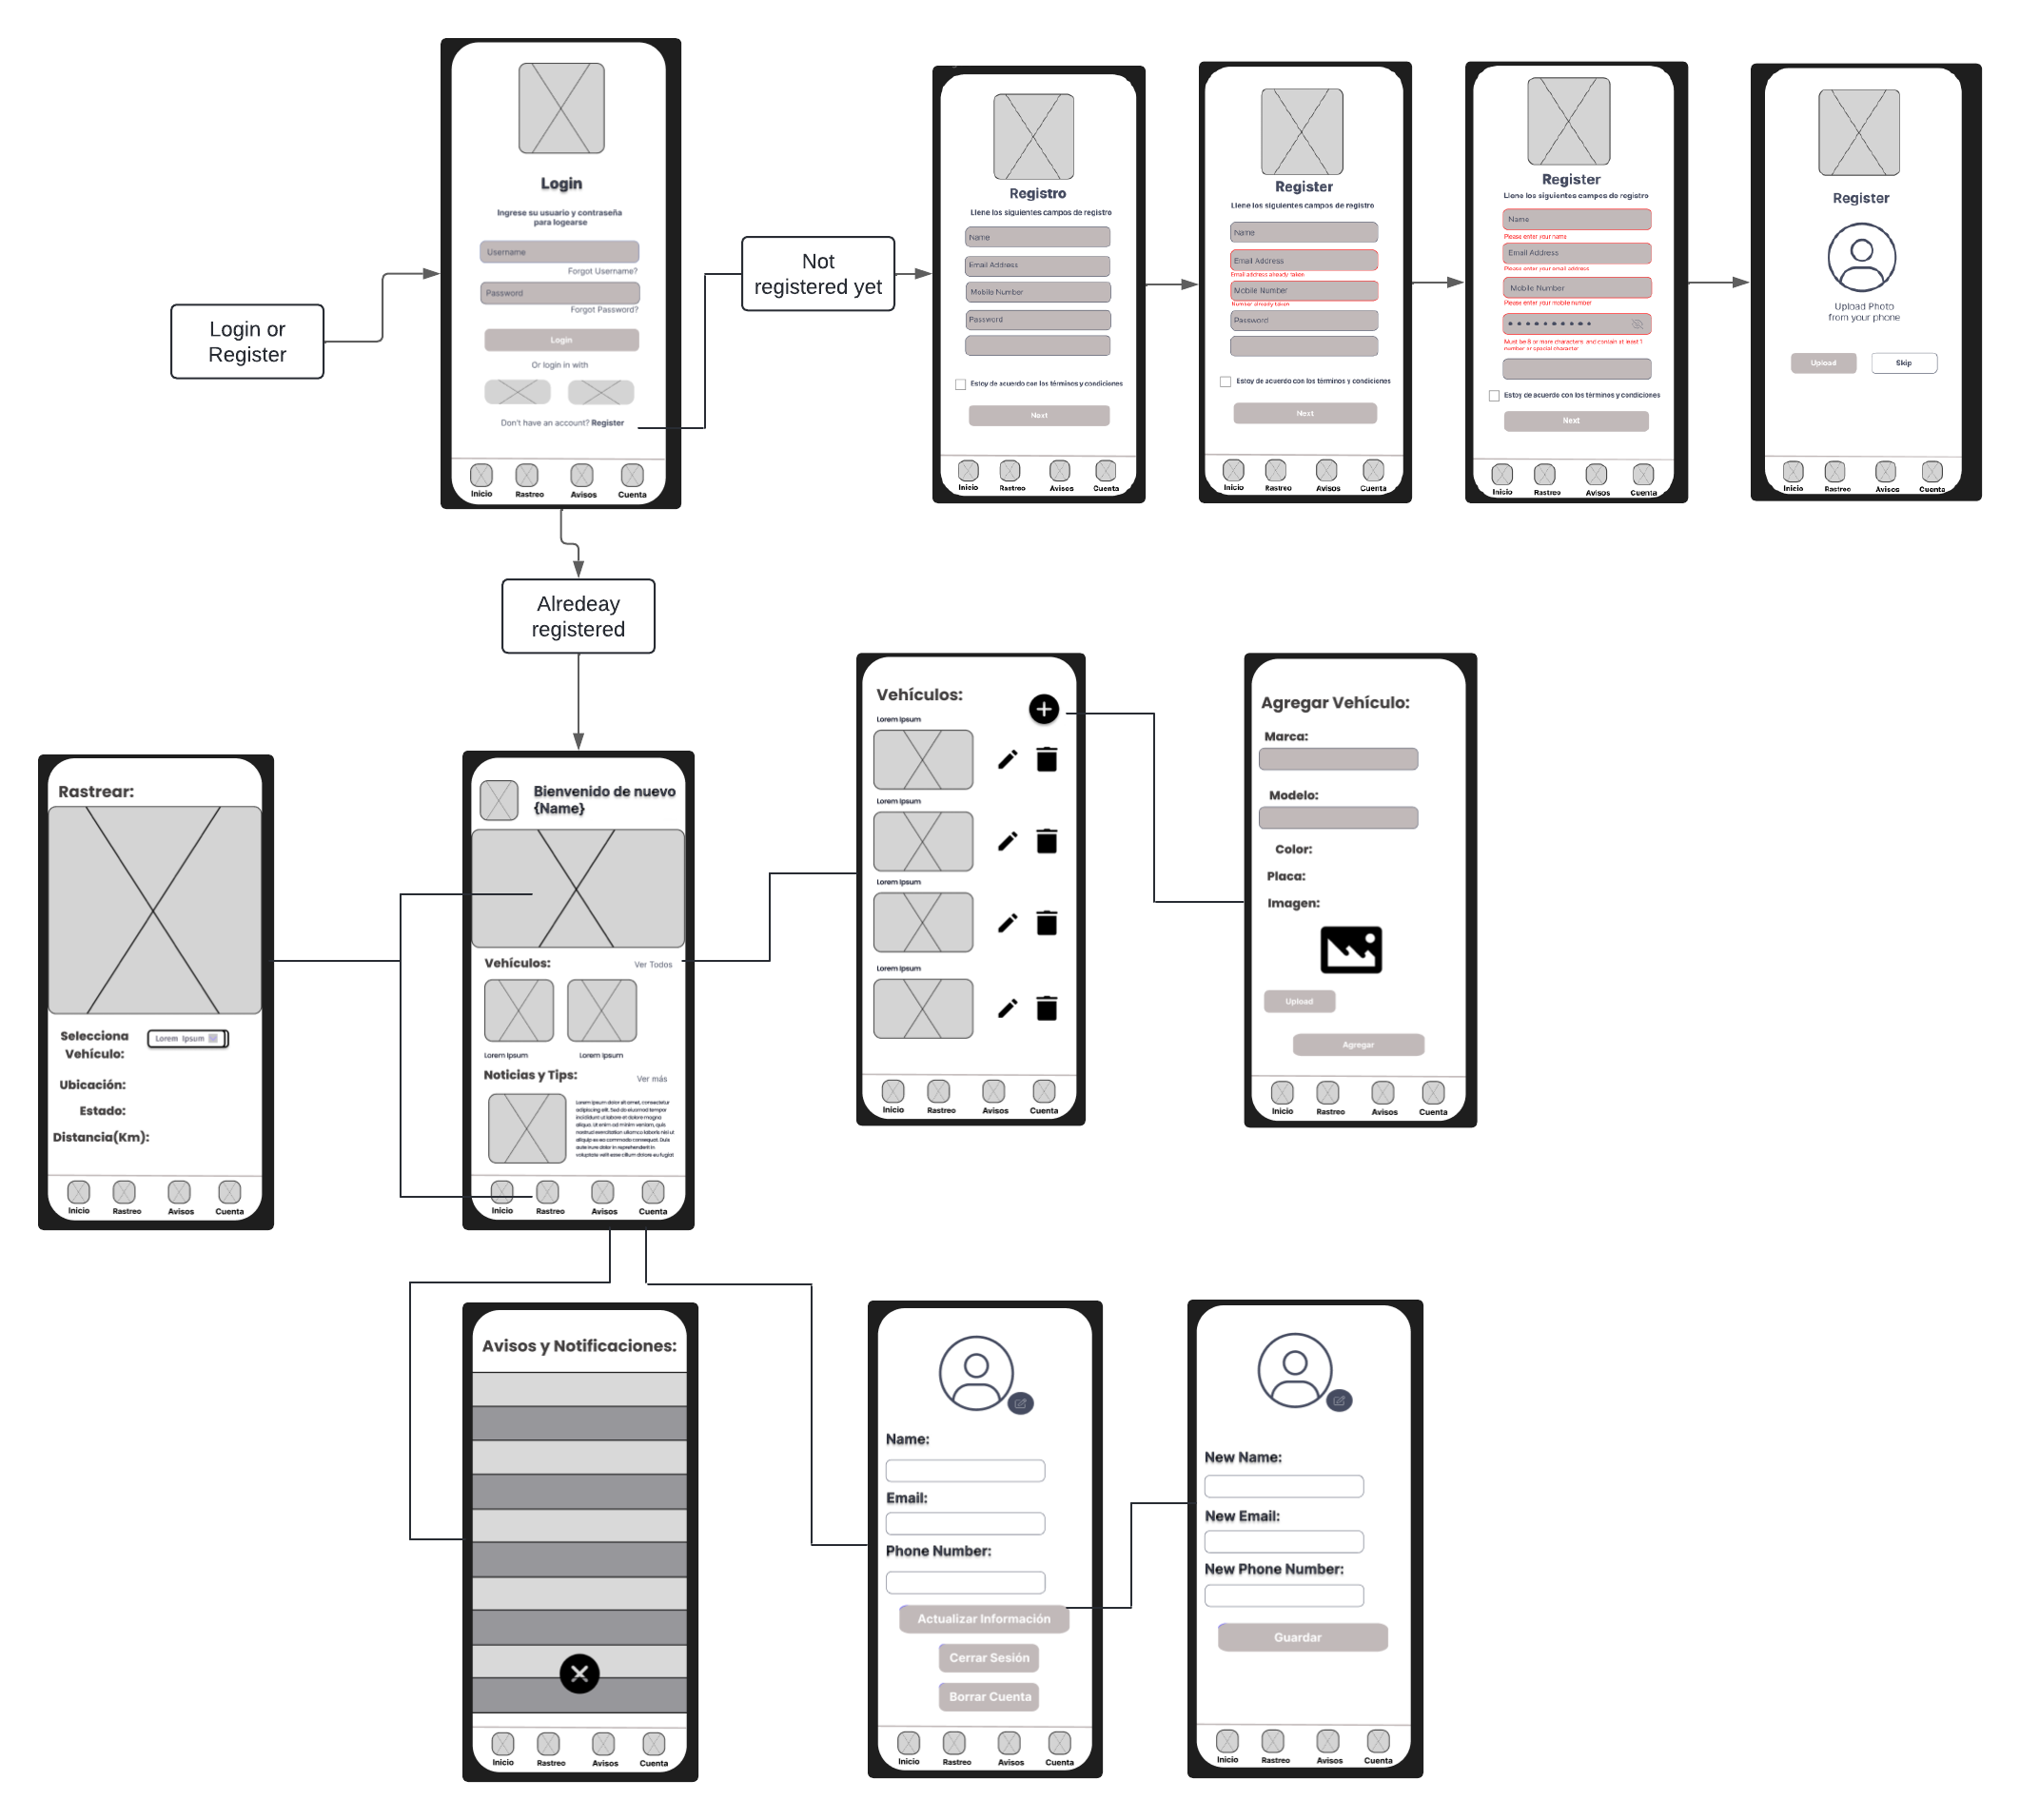 Login or
Register
Login
Ingrese su usuario y contraseña
para logearse
Username
Forgot Username?
Password
Forgot Password?
Login
Or login in with
Don't have an account? Register
Inicio Rastreo Avisos Cuenta
Not
registered yet
Registro
Llene los siguientes campos de registro
Name
Email Address
Mobile Number
Password
Estoy de acuerdo con los términos y condiciones
Next
Inicio Rastreo Avisos Cuenta
Register
Llene los siguientes campos de registro
Name
Email Address
Email address already taken
Mobile Number
Number already taken
Password
Estoy de acuerdo con los términos y condiciones
Next
Inicio Rastreo Avisos Cuenta
Register
Llene los siguientes campos de registro
Name
Please enter your name
Email Address
Please enter your email address
Mobile Number
Please enter your mobile number
Must be 8 or more characters and contain at least 1
number or special character
Estoy de acuerdo con los términos y condiciones
Next
Inicio Rastreo Avisos Cuenta
Register
Upload Photo
from your phone
Upload Skip
Inicio Rastreo Avisos Cuenta
Alredeay
registered
Rastrear:
Selecciona
Vehículo:
Lorem Ipsum
Ubicación:
Estado:
Distancia(Km):
Inicio Rastreo Avisos Cuenta
Bienvenido de nuevo
{Name}
Vehículos: Ver Todos
Lorem Ipsum Lorem Ipsum
Noticias y Tips: Ver más
Lorem ipsum dolor sit amet, consectetur
adipiscing elit. Sed do eiusmod tempor
incididunt ut labore et dolore magna
aliqua. Ut enim ad minim veniam, quis
nostrud exercitation ullamco laboris nisi ut
aliquip ex ea commodo consequat. Duis
aute irure dolor in reprehenderit in
voluptate velit esse cillum dolore eu fugiat
Inicio Rastreo Avisos Cuenta
Vehículos:
Lorem Ipsum
Lorem Ipsum
Lorem Ipsum
Lorem Ipsum
Inicio Rastreo Avisos Cuenta
Agregar Vehículo:
Marca:
Modelo:
Color:
Placa:
Imagen:
Upload
Agregar
Inicio Rastreo Avisos Cuenta
Avisos y Notificaciones:
Inicio Rastreo Avisos Cuenta
Name:
Email:
Phone Number:
Actualizar Información
Cerrar Sesión
Borrar Cuenta
Inicio Rastreo Avisos Cuenta
New Name:
New Email:
New Phone Number:
Guardar
Inicio Rastreo Avisos Cuenta